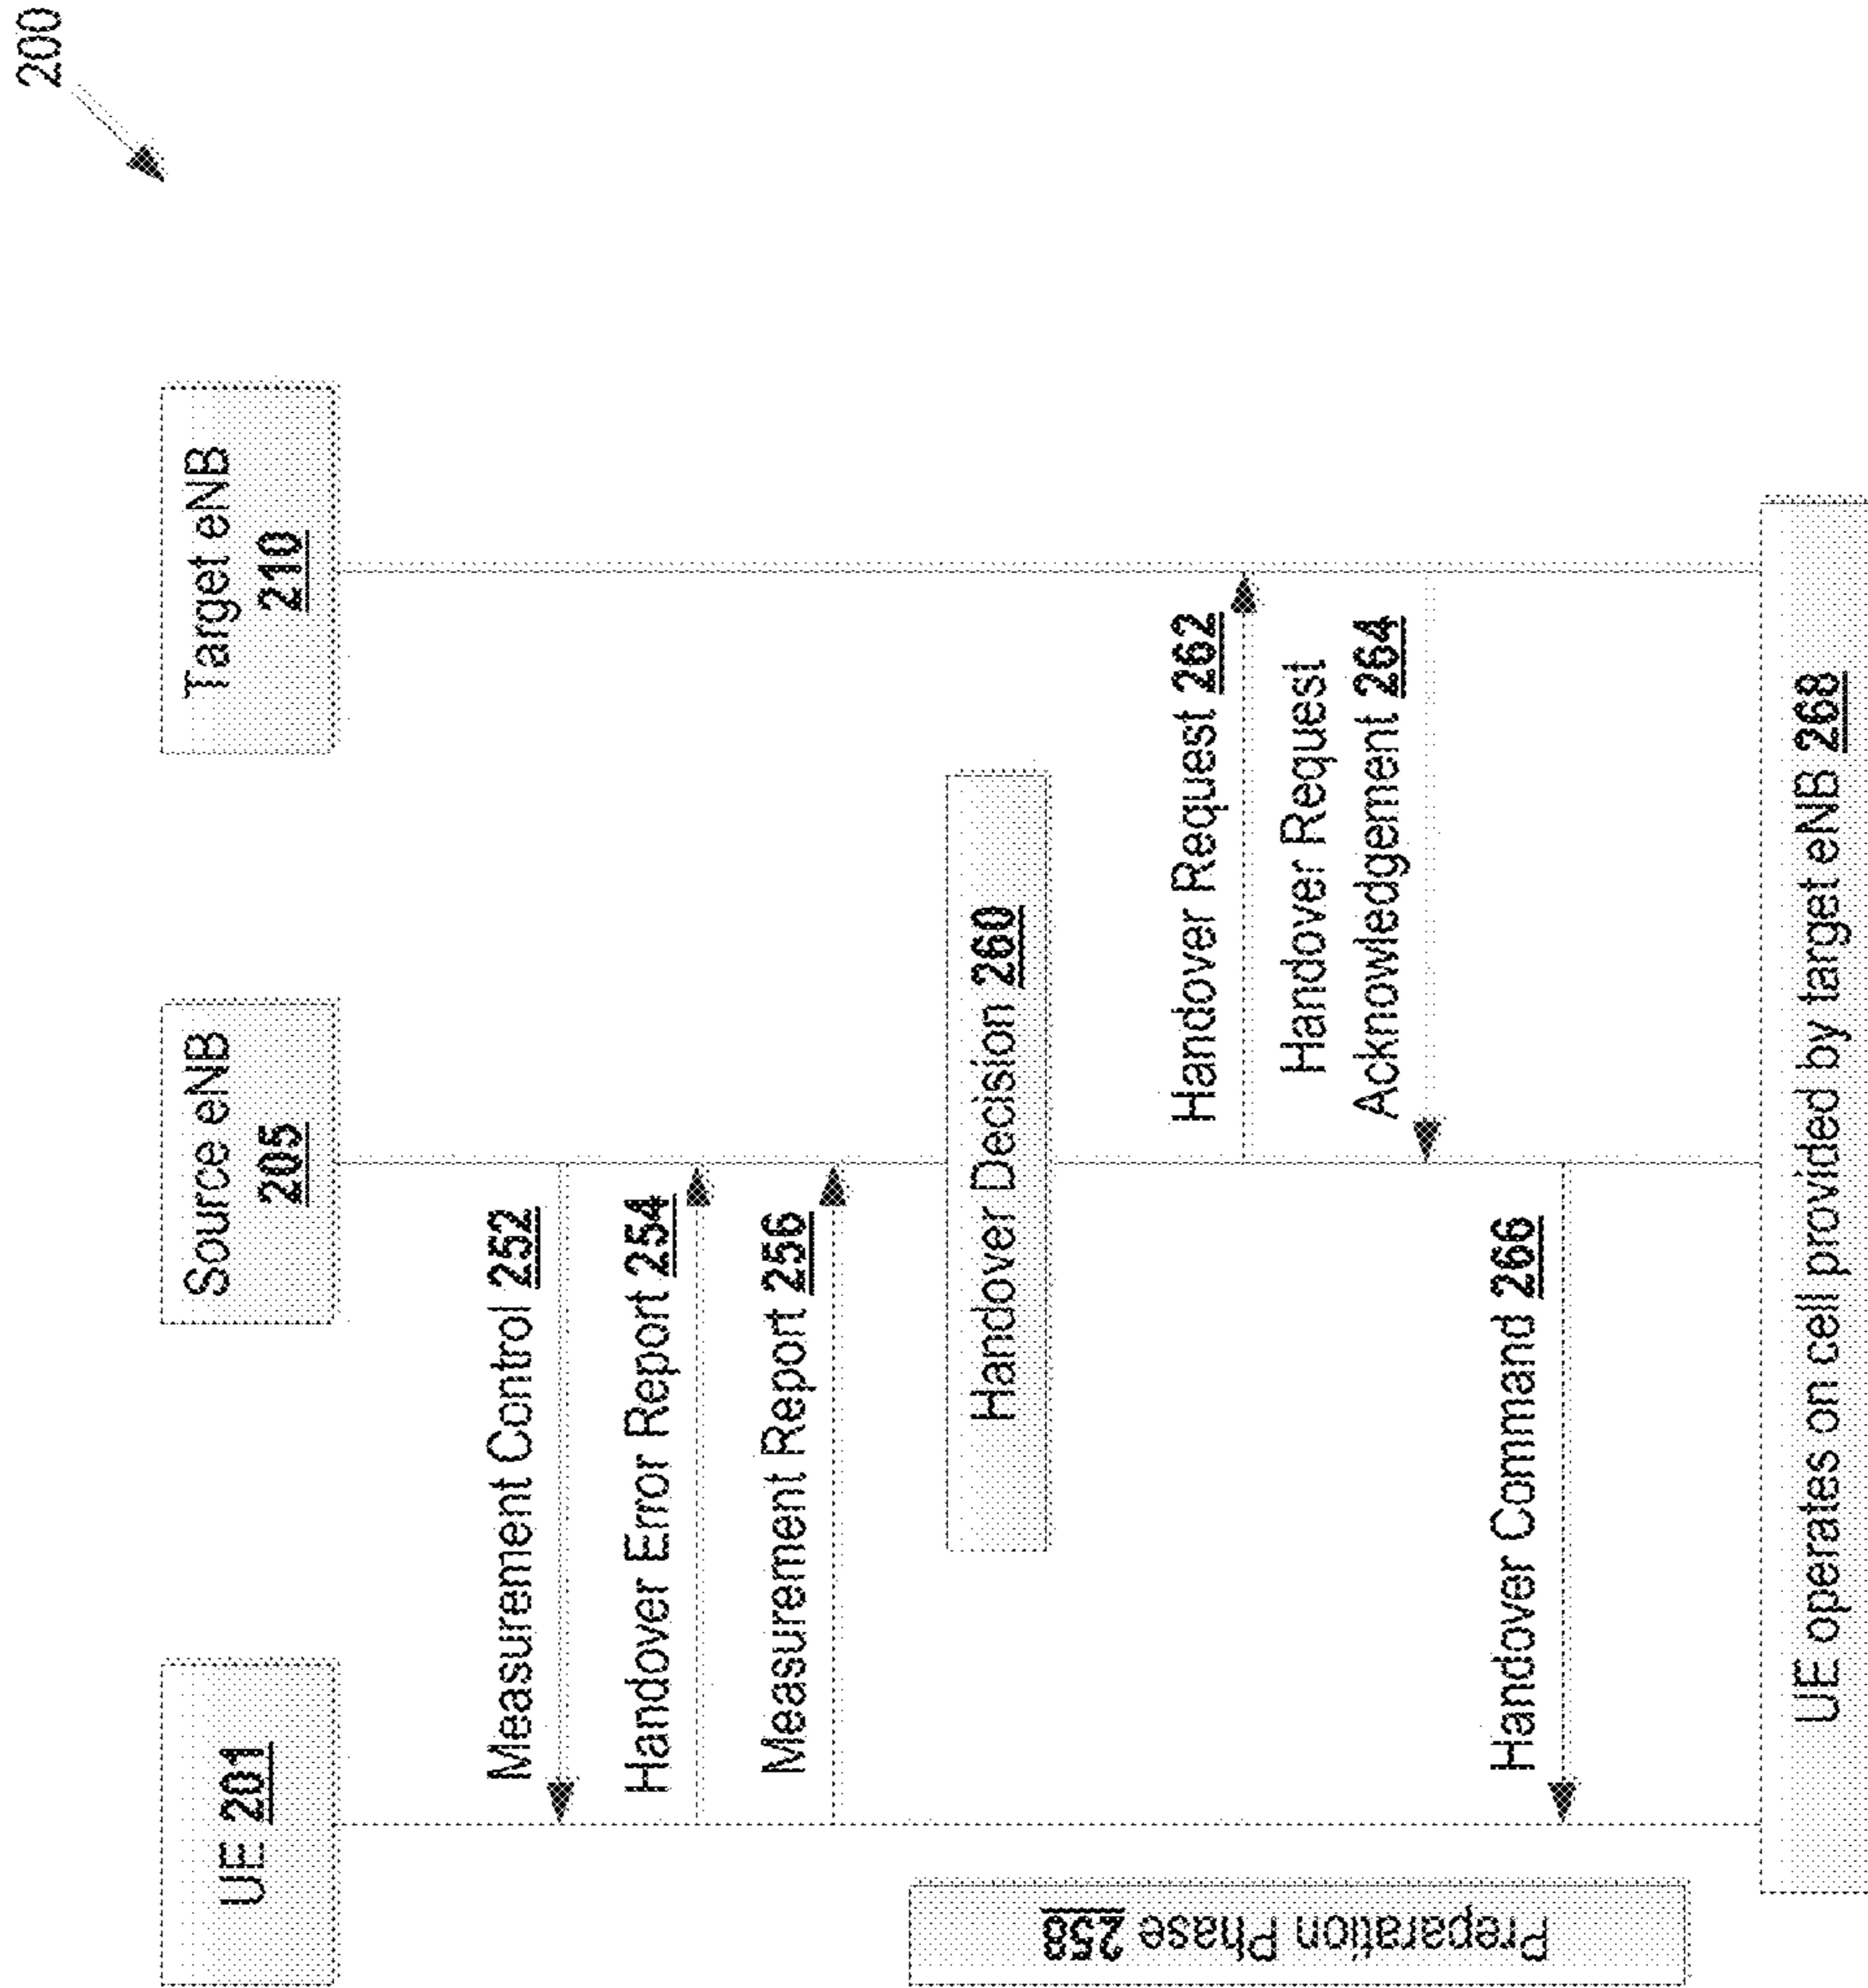 200
UE 201
Source eNB
205
Target eNB
210
Measurement Control 252
Handover Error Report 254
Measurement Report 256
Preparation Phase 258
Handover Decision 260
Handover Request 262
Handover Request
Acknowledgement 264
Handover Command 266
UE operates on cell provided by target eNB 268